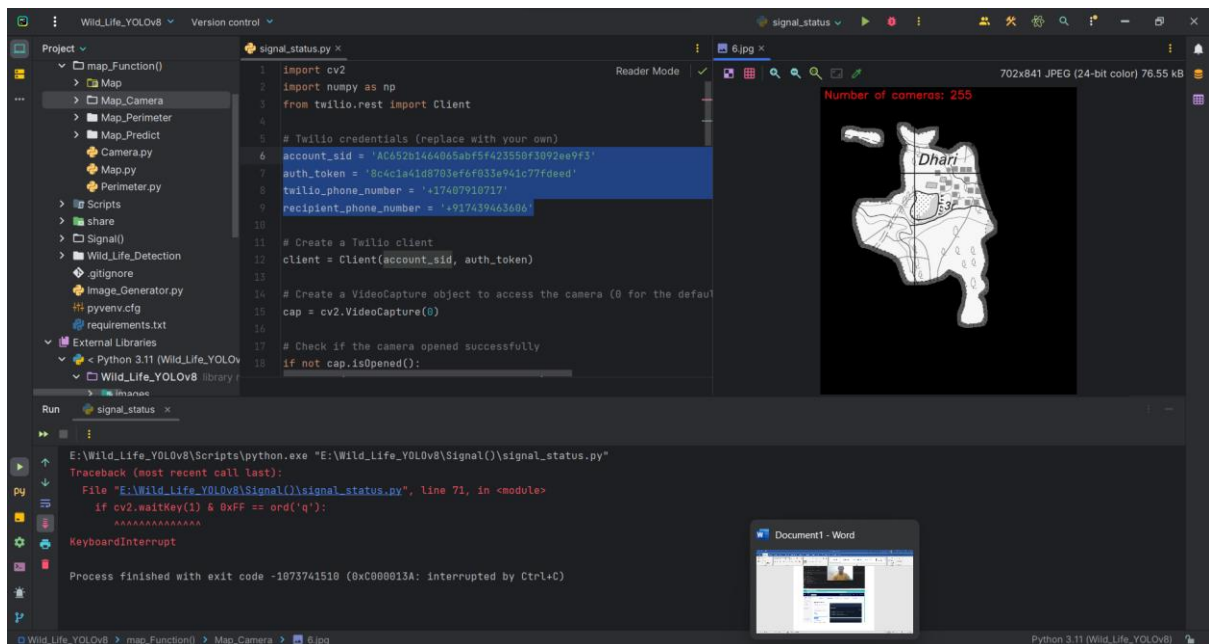 Wild_Life_YOLOv8
Version control
signal_status
Project
map_Function()
Map
Map_Camera
Map_Perimeter
Map_Predict
Camera.py
Map.py
Perimeter.py
Scripts
share
Signal()
Wild_Life_Detection
.gitignore
Image_Generator.py
pyvenv.cfg
requirements.txt
External Libraries
< Python 3.11 (Wild_Life_YOLOv
Wild_Life_YOLOv8 library r
images
signal_status.py
Reader Mode
1 import cv2
2 import numpy as np
3 from twilio.rest import Client
4
5 # Twilio credentials (replace with your own)
6 account_sid = 'AC652b1464065abf5f423550f3092ee9f3'
7 auth_token = '8c4c1a41d8703ef6f033e941c77fdeed'
8 twilio_phone_number = '+17407910717'
9 recipient_phone_number = '+917439463606'
10
11 # Create a Twilio client
12 client = Client(account_sid, auth_token)
13
14 # Create a VideoCapture object to access the camera (0 for the defaul
15 cap = cv2.VideoCapture(0)
16
17 # Check if the camera opened successfully
18 if not cap.isOpened():
6.jpg
702x841 JPEG (24-bit color) 76.55 kB
Number of cameras: 255
Dhari
Run
signal_status
E:\Wild_Life_YOLOv8\Scripts\python.exe "E:\Wild_Life_YOLOv8\Signal()\signal_status.py"
Traceback (most recent call last):
File "E:\Wild_Life_YOLOv8\Signal()\signal_status.py", line 71, in <module>
if cv2.waitKey(1) & 0xFF == ord('q'):
^^^^^^^^^^^^^^
KeyboardInterrupt
Process finished with exit code -1073741510 (0xC000013A: interrupted by Ctrl+C)
Document1 - Word
Wild_Life_YOLOv8 > map_Function() > Map_Camera > 6.jpg
Python 3.11 (Wild_Life_YOLOv8)